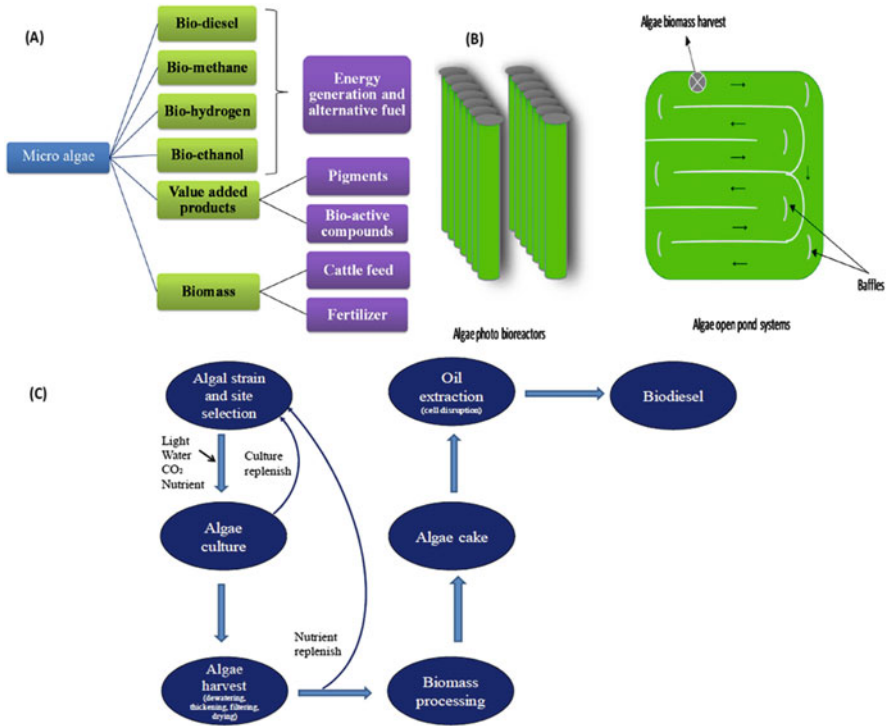 (A)
Micro algae
Bio-diesel
Bio-methane
Bio-hydrogen
Bio-ethanol
Value added
products
Biomass
Energy
generation and
alternative fuel
Pigments
Bio-active
compounds
Cattle feed
Fertilizer
(B)
Algae photo bioreactors
Algae biomass harvest
Baffles
Algae open pond systems
(C)
Algal strain
and site
selection
Light
Water
CO₂
Nutrient
Culture
replenish
Algae
culture
Algae
harvest
(dewatering,
thickening, filtering,
drying)
Nutrient
replenish
Biomass
processing
Algae cake
Oil
extraction
(cell disruption)
Biodiesel